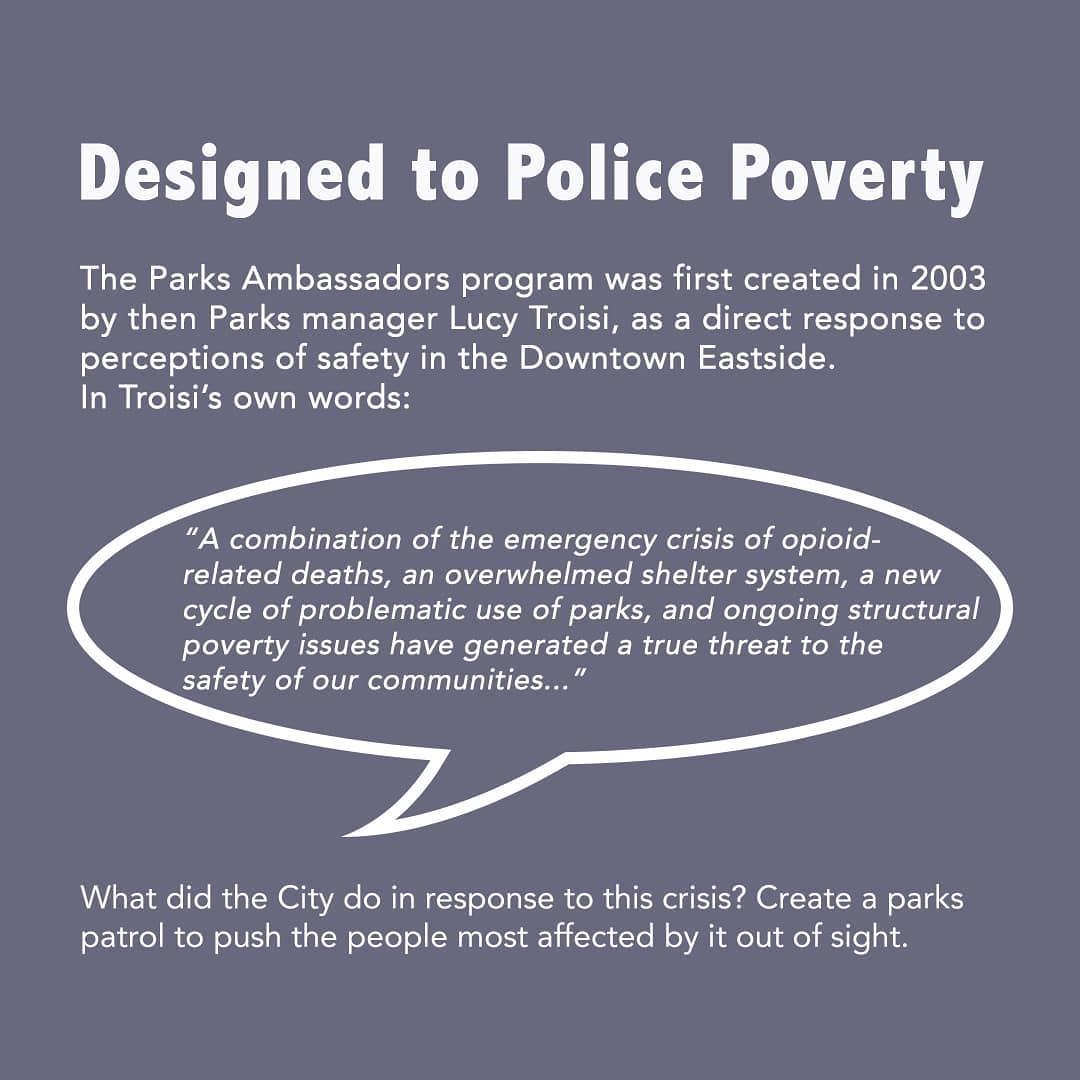 Designed to Police Poverty
The Parks Ambassadors program was first created in 2003
by then Parks manager Lucy Troisi, as a direct response to
perceptions of safety in the Downtown Eastside.
In Troisi’s own words:
“A combination of the emergency crisis of opioid-
related deaths, an overwhelmed shelter system, a new
cycle of problematic use of parks, and ongoing structural
poverty issues have generated a true threat to the
safety of our communities...”
What did the City do in response to this crisis? Create a parks
patrol to push the people most affected by it out of sight.